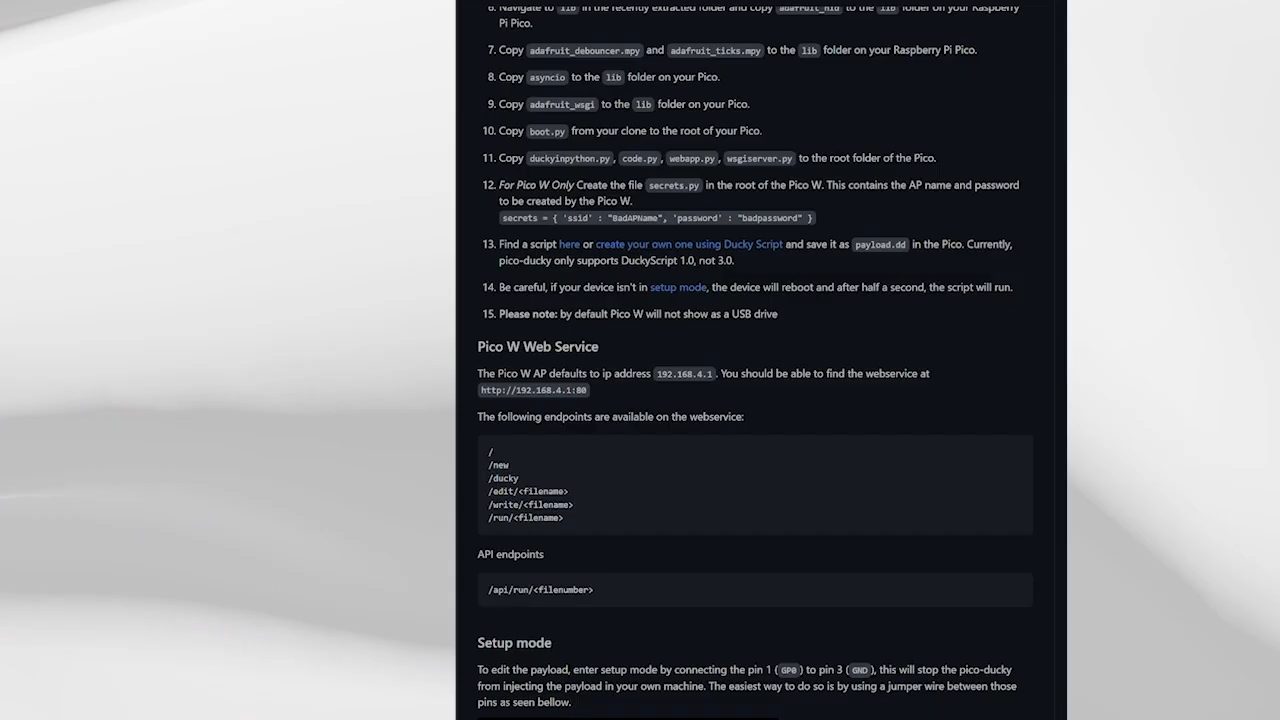 6. Navigate to lib in the recently extracted folder and copy adafruit_hid to the lib folder on your Raspberry
Pi Pico.
7. Copy adafruit_debouncer.mpy and adafruit_ticks.mpy to the lib folder on your Raspberry Pi Pico.
8. Copy asyncio to the lib folder on your Pico.
9. Copy adafruit_wsgi to the lib folder on your Pico.
10. Copy boot.py from your clone to the root of your Pico.
11. Copy duckyinpython.py, code.py, webapp.py, wsgiserver.py to the root folder of the Pico.
12. For Pico W Only Create the file secrets.py in the root of the Pico W. This contains the AP name and password
to be created by the Pico W.
secrets = { 'ssid' : "BadAPName", 'password' : "badpassword" }
13. Find a script here or create your own one using Ducky Script and save it as payload.dd in the Pico. Currently,
pico-ducky only supports DuckyScript 1.0, not 3.0.
14. Be careful, if your device isn't in setup mode, the device will reboot and after half a second, the script will run.
15. Please note: by default Pico W will not show as a USB drive
Pico W Web Service
The Pico W AP defaults to ip address 192.168.4.1. You should be able to find the webservice at
http://192.168.4.1:80
The following endpoints are available on the webservice:
/
/new
/ducky
/edit/<filename>
/write/<filename>
/run/<filename>
API endpoints
/api/run/<filenumber>
Setup mode
To edit the payload, enter setup mode by connecting the pin 1 (GP0) to pin 3 (GND), this will stop the pico-ducky
from injecting the payload in your own machine. The easiest way to do so is by using a jumper wire between those
pins as seen bellow.